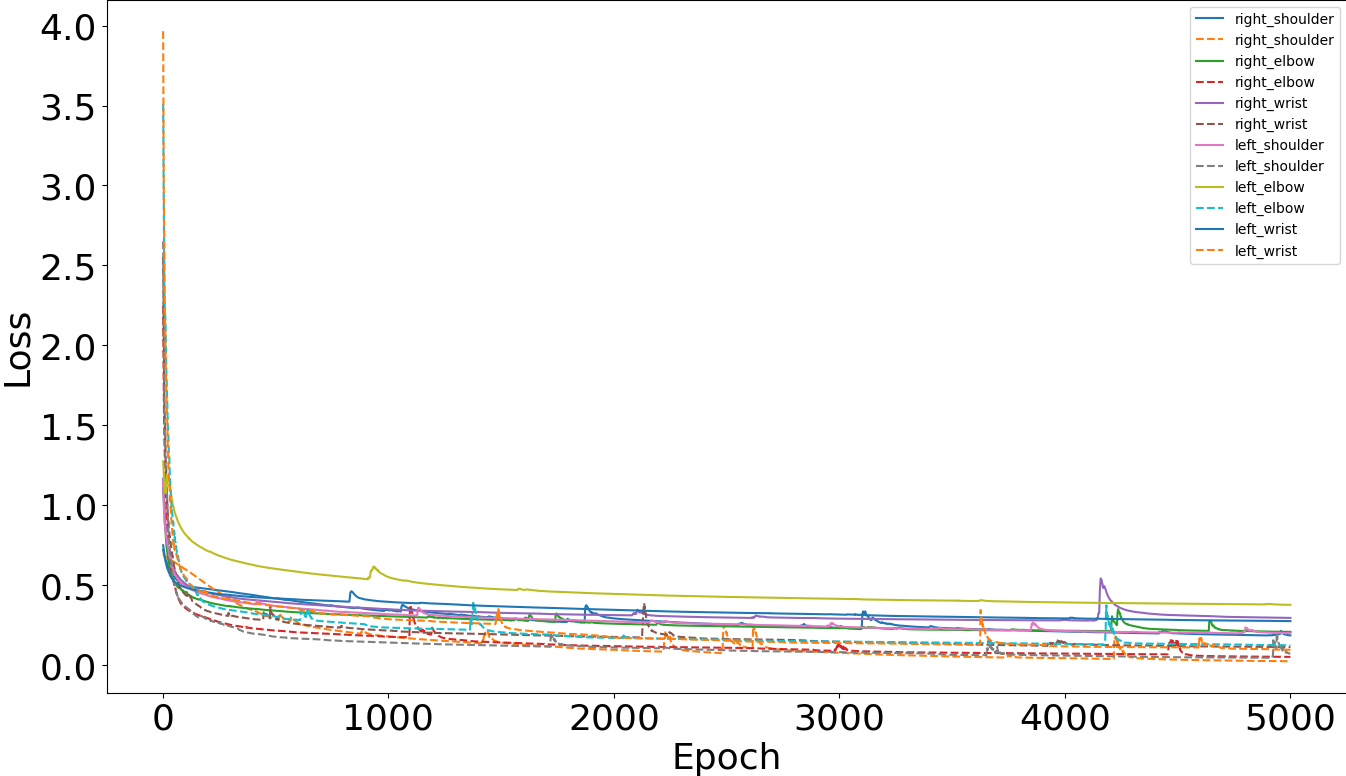 4.0
3.5
3.0
2.5
2.0
1.5
1.0
0.5
0.0
Loss
0 1000 2000 3000 4000 5000
Epoch
right_shoulder
right_shoulder
right_elbow
right_elbow
right_wrist
right_wrist
left_shoulder
left_shoulder
left_elbow
left_elbow
left_wrist
left_wrist